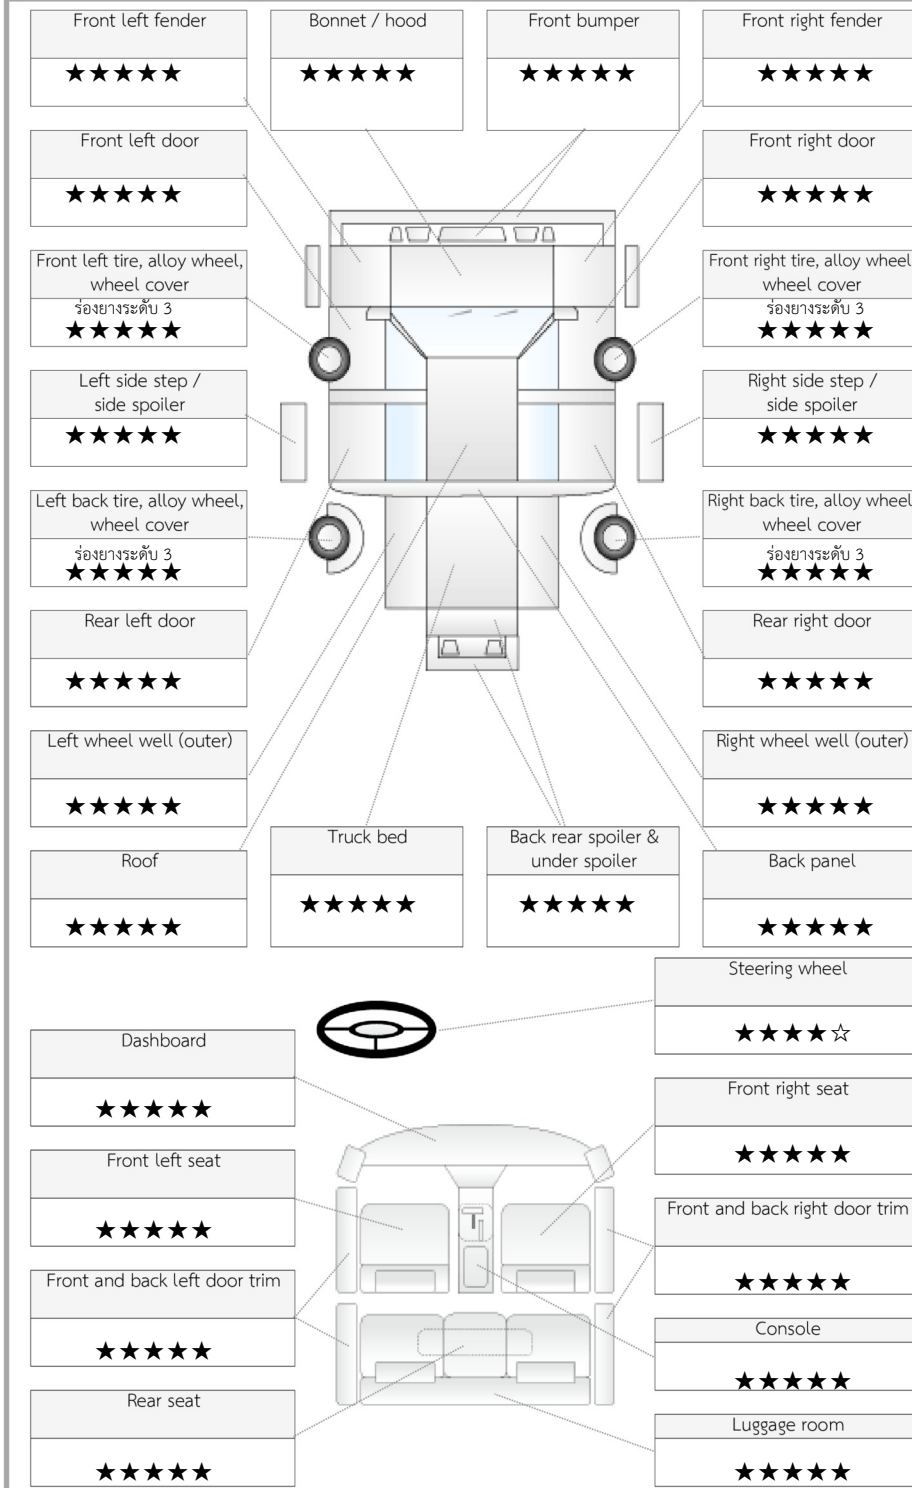 Front left fender
★★★★★
Bonnet / hood
★★★★★
Front bumper
★★★★★
Front right fender
★★★★★
Front left door
★★★★★
Front right door
★★★★★
Front left tire, alloy wheel,
wheel cover
ร่องยางระดับ 3
★★★★★
Front right tire, alloy wheel
wheel cover
ร่องยางระดับ 3
★★★★★
Left side step /
side spoiler
★★★★★
Right side step /
side spoiler
★★★★★
Left back tire, alloy wheel,
wheel cover
ร่องยางระดับ 3
★★★★★
Right back tire, alloy wheel
wheel cover
ร่องยางระดับ 3
★★★★★
Rear left door
★★★★★
Rear right door
★★★★★
Left wheel well (outer)
★★★★★
Right wheel well (outer)
★★★★★
Roof
★★★★★
Truck bed
★★★★★
Back rear spoiler &
under spoiler
★★★★★
Back panel
★★★★★
Steering wheel
★★★★☆
Dashboard
★★★★★
Front right seat
★★★★★
Front left seat
★★★★★
Front and back right door trim
★★★★★
Front and back left door trim
★★★★★
Console
★★★★★
Rear seat
★★★★★
Luggage room
★★★★★